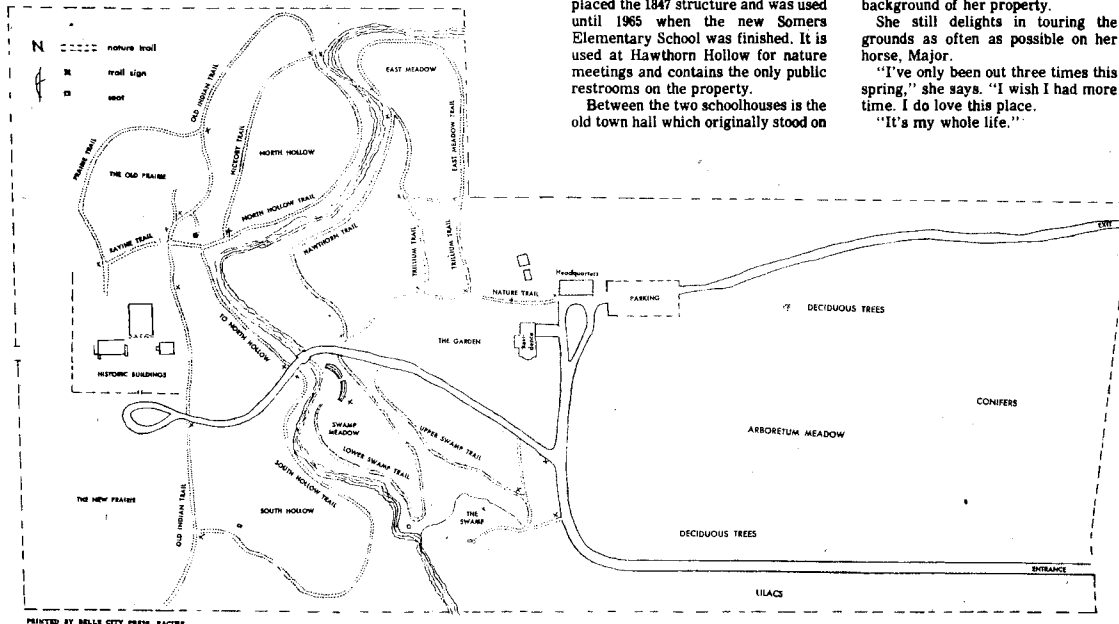 placed the 1847 structure and was used
until 1965 when the new Somers
Elementary School was finished. It is
used at Hawthorn Hollow for nature
meetings and contains the only public
restrooms on the property.
Between the two schoolhouses is the
old town hall which originally stood on
background of her property.
She still delights in touring the
grounds as often as possible on her
horse, Major.
"I've only been out three times this
spring," she says. "I wish I had more
time. I do love this place.
"It's my whole life."
N
nature trail
trail sign
seat
OLD INDIAN TRAIL
EAST MEADOW
PRAIRIE TRAIL
THE OLD PRAIRIE
HICKORY TRAIL
NORTH HOLLOW
EAST MEADOW TRAIL
NORTH HOLLOW TRAIL
RAVINE TRAIL
HAWTHORN TRAIL
TRILLIUM TRAIL
TRILLIUM TRAIL
EXIT
NATURE TRAIL
Headquarters
PARKING
DECIDUOUS TREES
TO NORTH HOLLOW
THE GARDEN
HISTORIC BUILDINGS
CONIFERS
SWAMP
MEADOW
UPPER SWAMP TRAIL
ARBORETUM MEADOW
LOWER SWAMP TRAIL
SOUTH HOLLOW TRAIL
THE NEW PRAIRIE
OLD INDIAN TRAIL
SOUTH HOLLOW
THE
SWAMP
DECIDUOUS TREES
ENTRANCE
LILACS
PRINTED BY BELLE CITY PRESS, RACINE